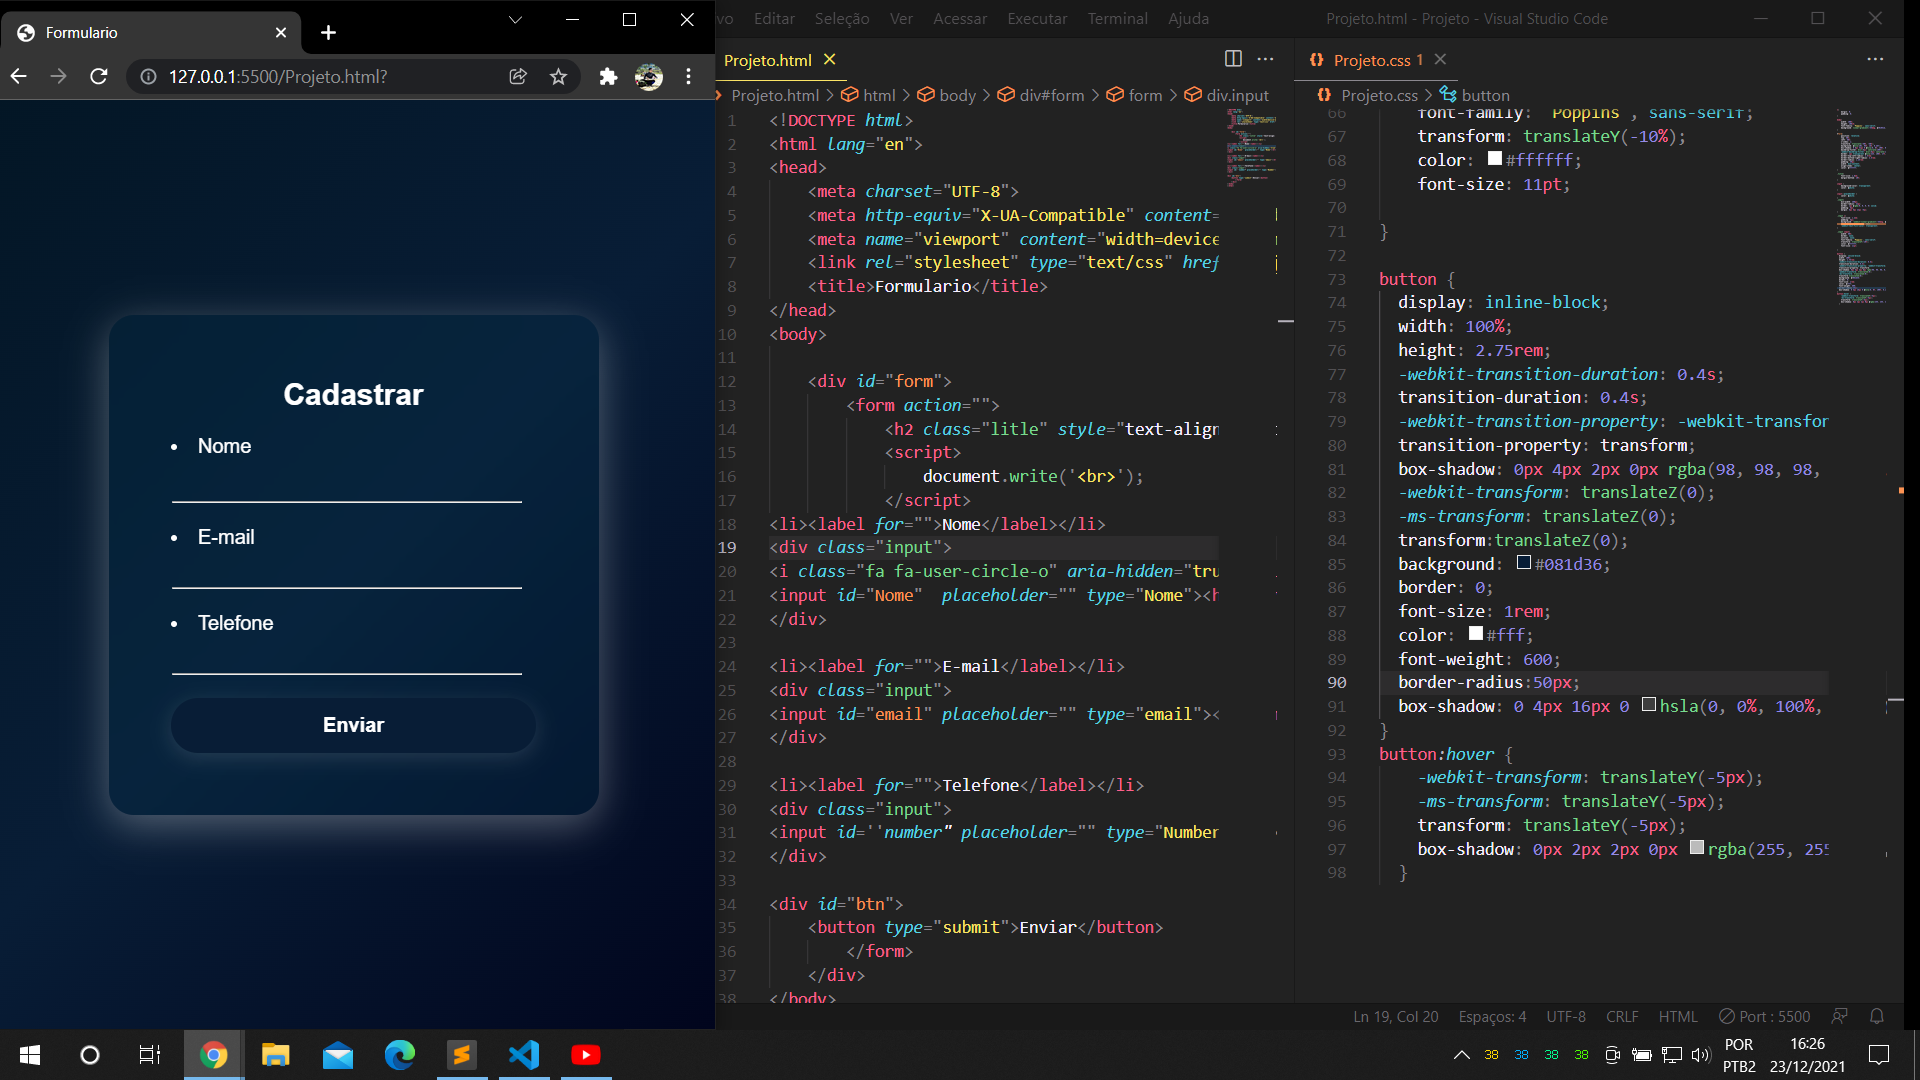 Formulario
127.0.0.1:5500/Projeto.html?
Cadastrar
Nome
E-mail
Telefone
Enviar
vo Editar Seleção Ver Acessar Executar Terminal Ajuda
Projeto.html - Projeto - Visual Studio Code
Projeto.html
Projeto.html > html > body > div#form > form > div.input
1 <!DOCTYPE html>
2 <html lang="en">
3 <head>
4 <meta charset="UTF-8">
5 <meta http-equiv="X-UA-Compatible" content=
6 <meta name="viewport" content="width=device
7 <link rel="stylesheet" type="text/css" href
8 <title>Formulario</title>
9 </head>
10 <body>
11
12 <div id="form">
13 <form action="">
14 <h2 class="litle" style="text-align
15 <script>
16 document.write('<br>');
17 </script>
18 <li><label for="">Nome</label></li>
19 <div class="input">
20 <i class="fa fa-user-circle-o" aria-hidden="tru
21 <input id="Nome"  placeholder="" type="Nome"><h
22 </div>
23
24 <li><label for="">E-mail</label></li>
25 <div class="input">
26 <input id="email" placeholder="" type="email"><
27 </div>
28
29 <li><label for="">Telefone</label></li>
30 <div class="input">
31 <input id=''number” placeholder="" type="Number
32 </div>
33
34 <div id="btn">
35 <button type="submit">Enviar</button>
36 </form>
37 </div>
38 </body>
Projeto.css 1
Projeto.css > button
66 font-family: 'Poppins', sans-serif;
67 transform: translateY(-10%);
68 color: #ffffff;
69 font-size: 11pt;
70
71 }
72
73 button {
74 display: inline-block;
75 width: 100%;
76 height: 2.75rem;
77 -webkit-transition-duration: 0.4s;
78 transition-duration: 0.4s;
79 -webkit-transition-property: -webkit-transfor
80 transition-property: transform;
81 box-shadow: 0px 4px 2px 0px rgba(98, 98, 98,
82 -webkit-transform: translateZ(0);
83 -ms-transform: translateZ(0);
84 transform:translateZ(0);
85 background: #081d36;
86 border: 0;
87 font-size: 1rem;
88 color: #fff;
89 font-weight: 600;
90 border-radius:50px;
91 box-shadow: 0 4px 16px 0 hsla(0, 0%, 100%,
92 }
93 button:hover {
94 -webkit-transform: translateY(-5px);
95 -ms-transform: translateY(-5px);
96 transform: translateY(-5px);
97 box-shadow: 0px 2px 2px 0px rgba(255, 255
98 }
Ln 19, Col 20 Espaços: 4 UTF-8 CRLF HTML Port : 5500
38 38 38 38
POR
PTB2
16:26
23/12/2021